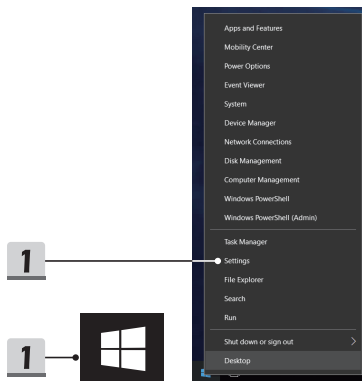 Apps and Features
Mobility Center
Power Options
Event Viewer
System
Device Manager
Network Connections
Disk Management
Computer Management
Windows PowerShell
Windows PowerShell (Admin)
Task Manager
1
Settings
File Explorer
Search
Run
1
Shut down or sign out
Desktop